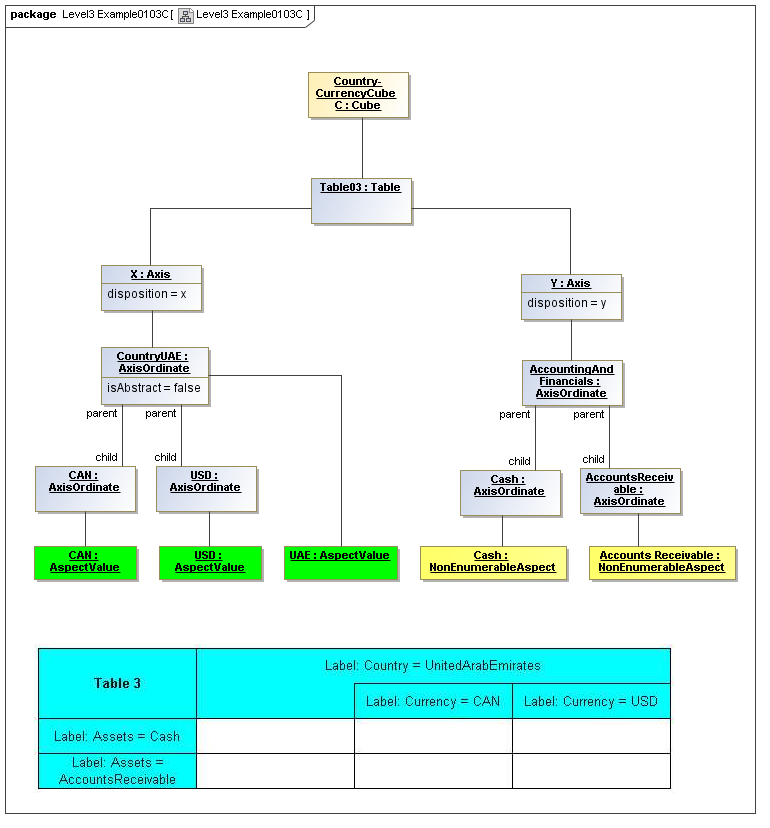 package Level3 Example0103C [ Level3 Example0103C ]
Country-
CurrencyCube
C : Cube
Table03 : Table
X : Axis
disposition = x
Y : Axis
disposition = y
CountryUAE :
AxisOrdinate
isAbstract = false
AccountingAnd
Financials :
AxisOrdinate
parent
parent
parent
parent
child
child
child
child
CAN :
AxisOrdinate
USD :
AxisOrdinate
Cash :
AxisOrdinate
AccountsReceiv
able :
AxisOrdinate
CAN :
AspectValue
USD :
AspectValue
UAE : AspectValue
Cash :
NonEnumerableAspect
Accounts Receivable :
NonEnumerableAspect
Table 3
Label: Country = UnitedArabEmirates
Label: Currency = CAN
Label: Currency = USD
Label: Assets = Cash
Label: Assets =
AccountsReceivable